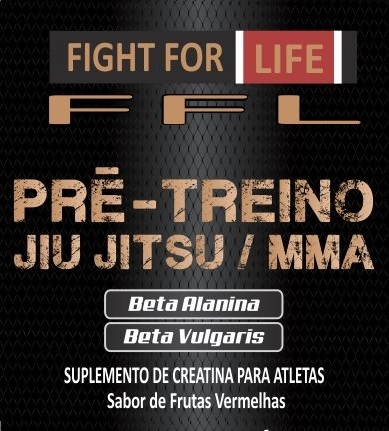 FIGHT FOR LIFE
FFL
PRÊ-TREINO
JIU JITSU / MMA
Beta Alanina
Beta Vulgaris
SUPLEMENTO DE CREATINA PARA ATLETAS
Sabor de Frutas Vermelhas